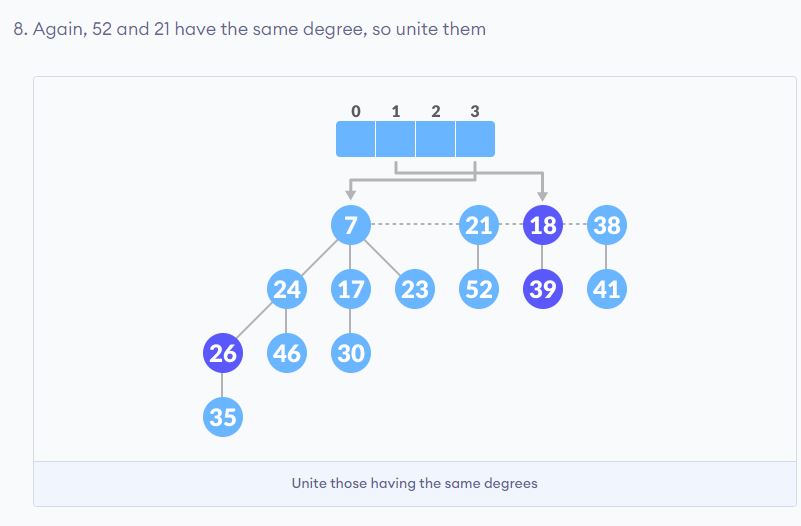 8. Again, 52 and 21 have the same degree, so unite them
0 1 2 3
7 21 18 38
24 17 23 52 39 41
26 46 30
35
Unite those having the same degrees